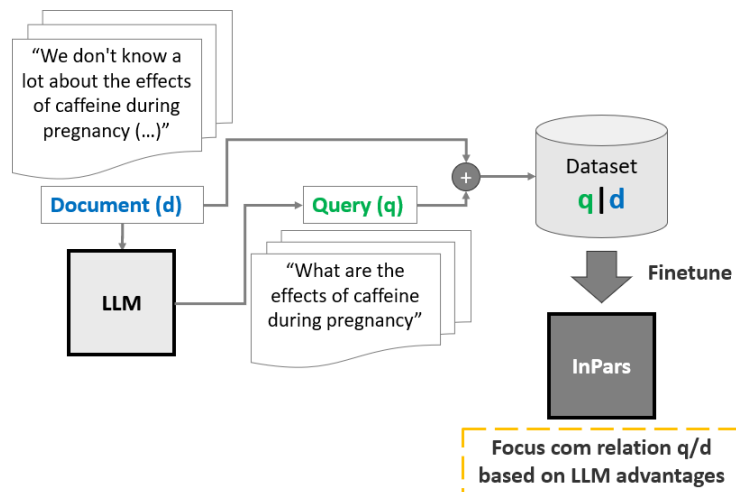 “We don't know a
lot about the effects
of caffeine during
pregnancy (...)”
Document (d)
Query (q)
+
Dataset
q|d
LLM
“What are the
effects of caffeine
during pregnancy”
Finetune
InPars
Focus com relation q/d
based on LLM advantages